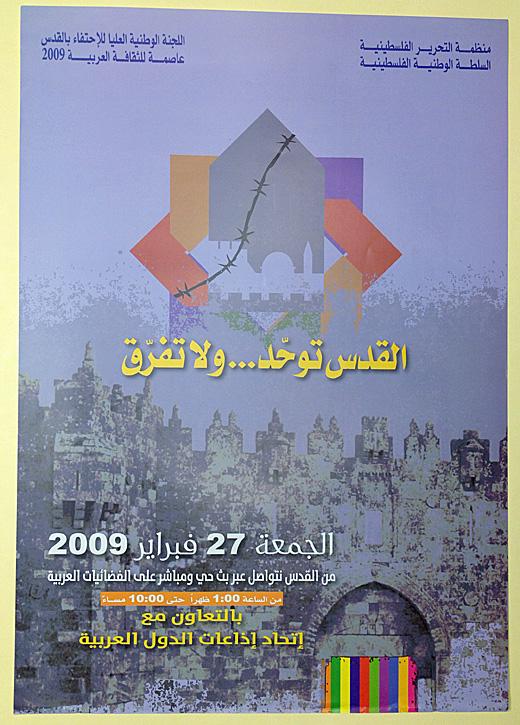 منظمة التحرير الفلسطينية
السلطة الوطنية الفلسطينية
اللجنة الوطنية العليا للإحتفاء بالقدس
عاصمة للثقافة العربية 2009
القدس توحّد... ولا تفرّق
الجمعة 27 فبراير 2009
من القدس نتواصل عبر بث حي ومباشر على الفضائيات العربية
من الساعة 1:00 ظهراً حتى 10:00 مساءً
بالتعاون مع
إتحاد إذاعات الدول العربية